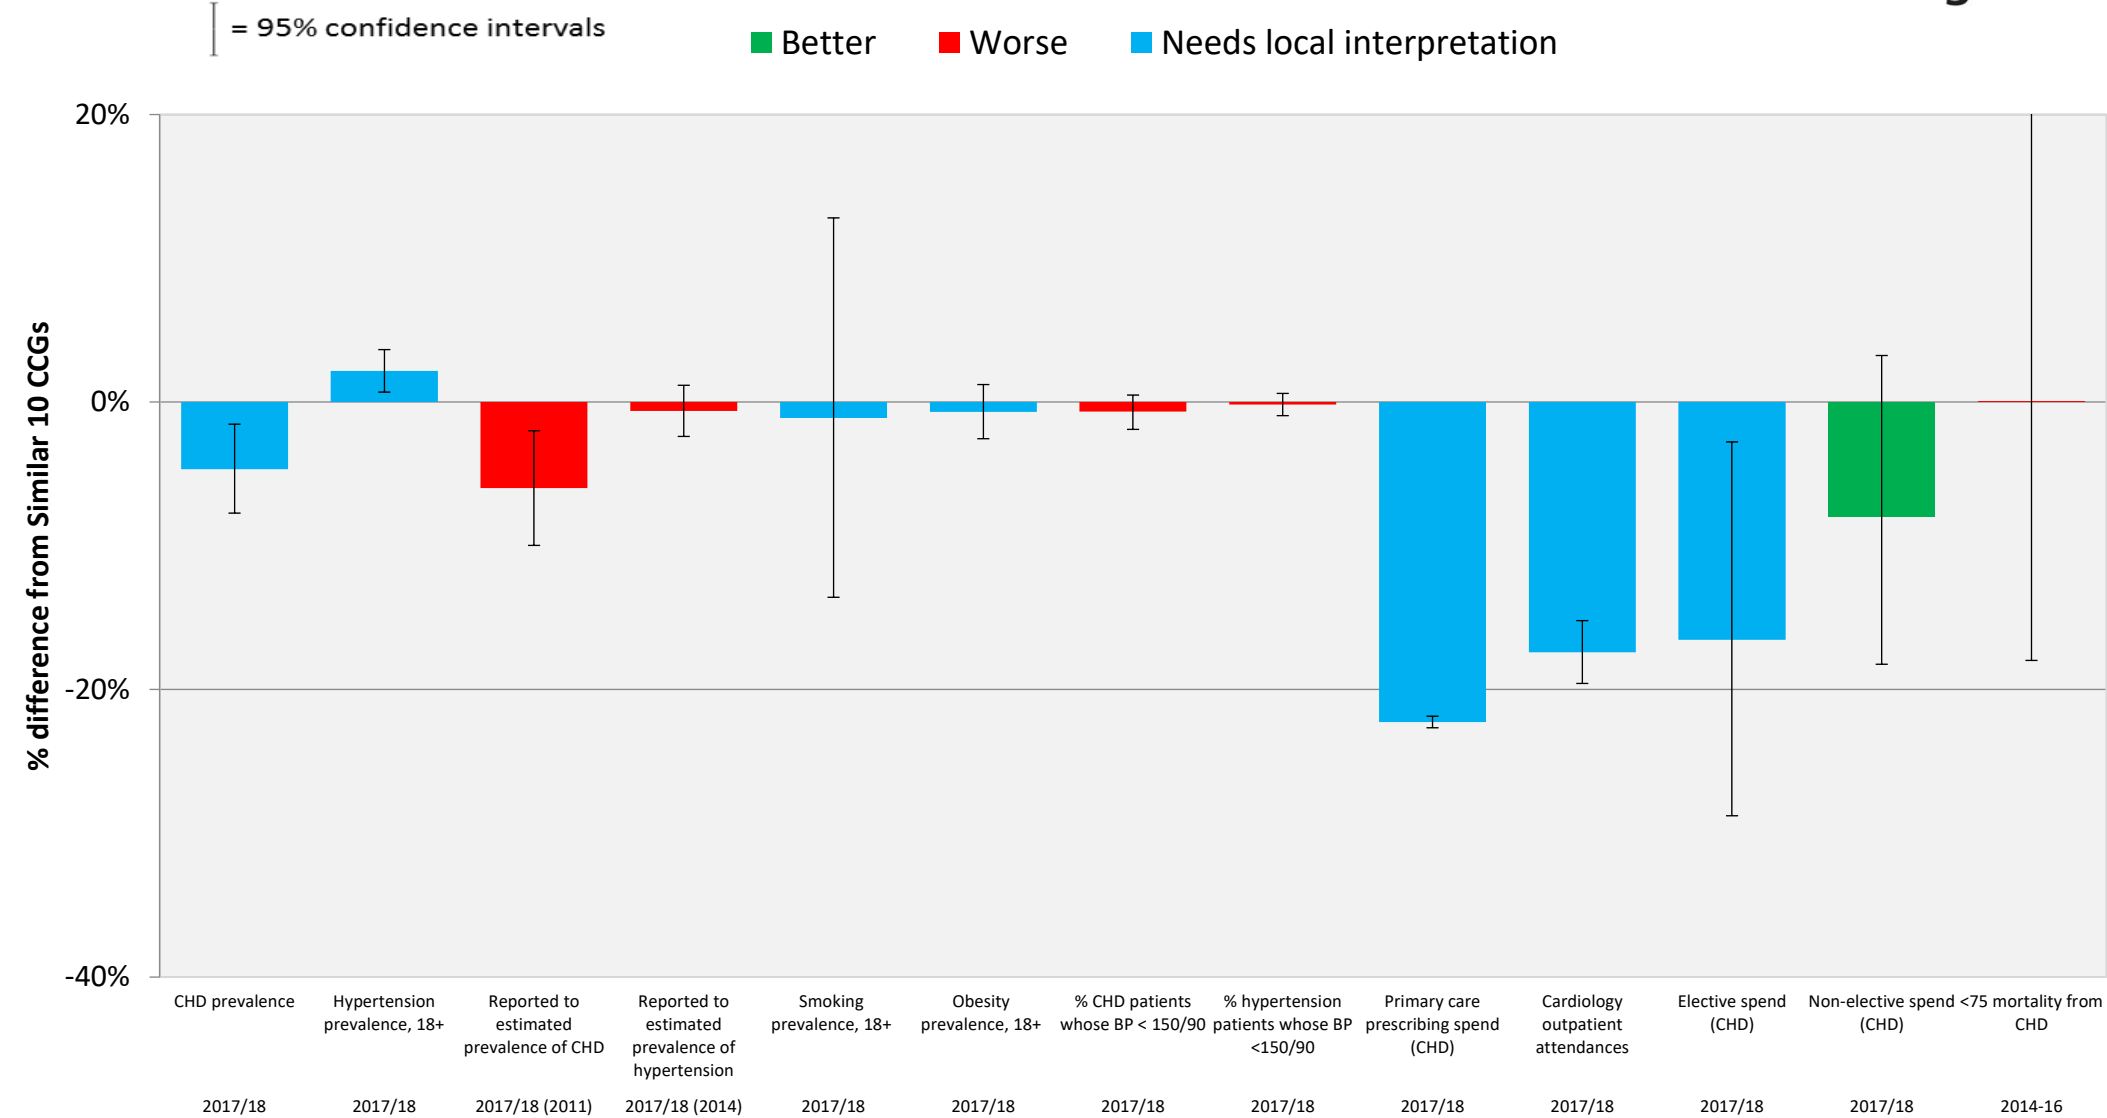 = 95% confidence intervals
Better Worse Needs local interpretation
20%
0%
-20%
-40%
% difference from Similar 10 CCGs
CHD prevalence
2017/18
Hypertension
prevalence, 18+
2017/18
Reported to
estimated
prevalence of CHD
2017/18 (2011)
Reported to
estimated
prevalence of
hypertension
2017/18 (2014)
Smoking
prevalence, 18+
2017/18
Obesity
prevalence, 18+
2017/18
% CHD patients
whose BP < 150/90
2017/18
% hypertension
patients whose BP
<150/90
2017/18
Primary care
prescribing spend
(CHD)
2017/18
Cardiology
outpatient
attendances
2017/18
Elective spend
(CHD)
2017/18
Non-elective spend
(CHD)
2017/18
<75 mortality from
CHD
2014-16